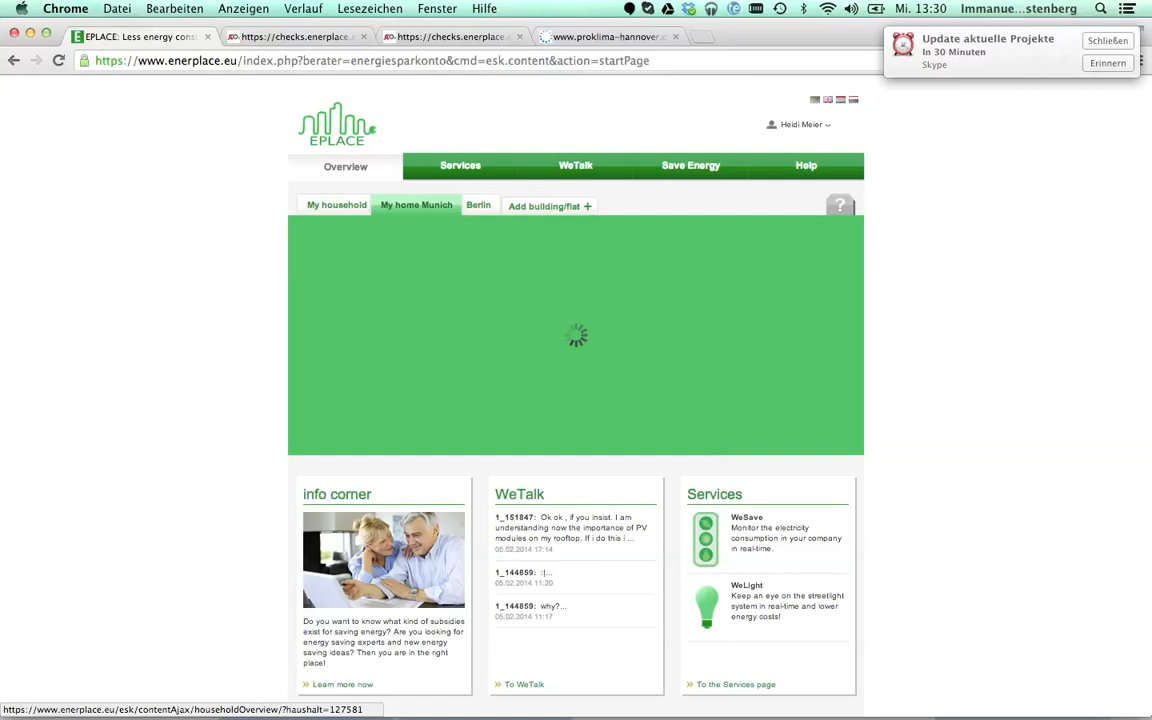 Chrome Datei Bearbeiten Anzeigen Verlauf Lesezeichen Fenster Hilfe Mi. 13:30 Immanue...stenberg
EPLACE: Less energy cons
https://checks.enerplace.
https://checks.enerplace.
www.proklima-hannover.
https://www.enerplace.eu/index.php?berater=energiesparkonto&cmd=esk.content&action=startPage
Update aktuelle Projekte
In 30 Minuten
Skype
Schließen
Erinnern
EPLACE
Heidi Meier
Overview Services WeTalk Save Energy Help
My household My home Munich Berlin Add building/flat + ?
info corner
Do you want to know what kind of subsidies
exist for saving energy? Are you looking for
energy saving experts and new energy
saving ideas? Then you are in the right
place!
Learn more now
WeTalk
1_151847: Ok ok , if you insist. I am
understanding now the importance of PV
modules on my rooftop. If i do this i ...
05.02.2014 17:14
1_144859: :|...
05.02.2014 11:20
1_144859: why?...
05.02.2014 11:17
To WeTalk
Services
WeSave
Monitor the electricity
consumption in your company
in real-time.
WeLight
Keep an eye on the streetlight
system in real-time and lower
energy costs!
To the Services page
https://www.enerplace.eu/esk/contentAjax/householdOverview/?haushalt=127581